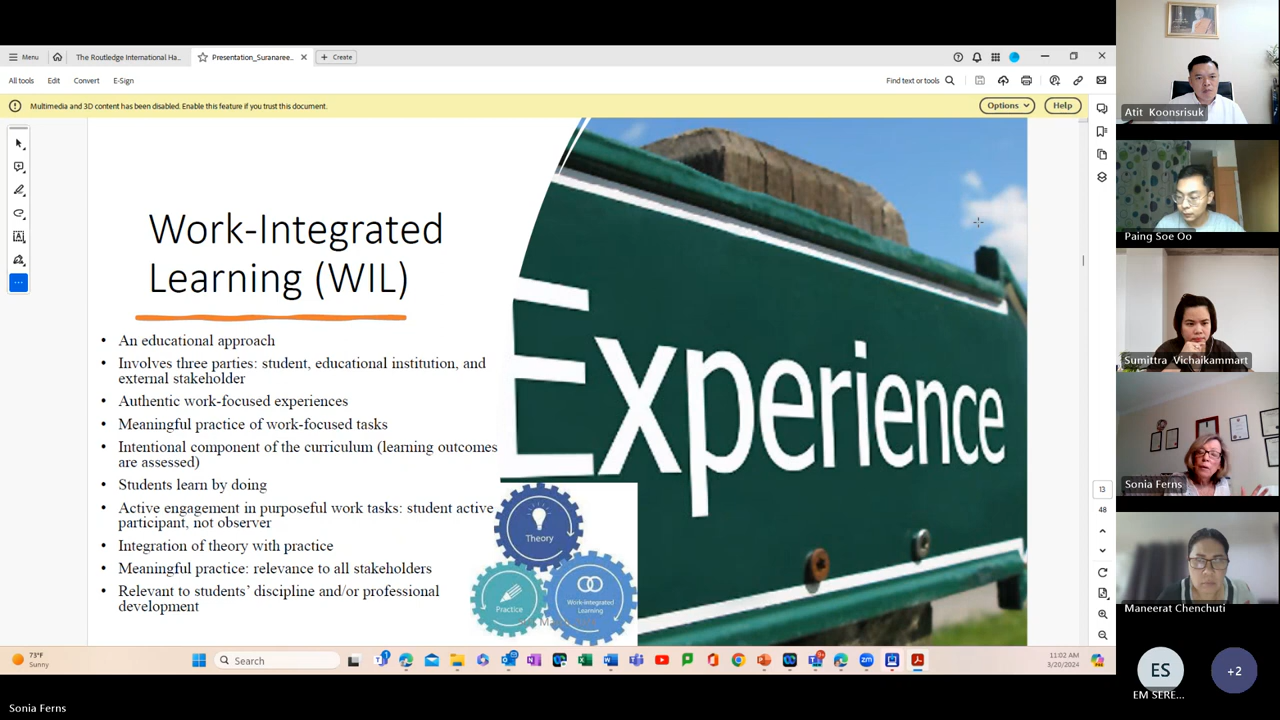 Menu
The Routledge International Ha...
Presentation_Suranaree...
Create
All tools
Edit
Convert
E-Sign
Find text or tools
Multimedia and 3D content has been disabled. Enable this feature if you trust this document.
Options
Help
Work-Integrated
Learning (WIL)
• An educational approach
• Involves three parties: student, educational institution, and
external stakeholder
• Authentic work-focused experiences
• Meaningful practice of work-focused tasks
• Intentional component of the curriculum (learning outcomes
are assessed)
• Students learn by doing
• Active engagement in purposeful work tasks: student active
participant, not observer
• Integration of theory with practice
• Meaningful practice: relevance to all stakeholders
• Relevant to students' discipline and/or professional
development
Experience
Theory
Practice
Work-Integrated
Learning
13
48
73°F
Sunny
Search
11:02 AM
3/20/2024
Atit Koonsrisuk
Paing Soe Oo
Sumittra Vichaikammart
Sonia Ferns
Maneerat Chenchuti
ES
EM SERE...
+2
Sonia Ferns